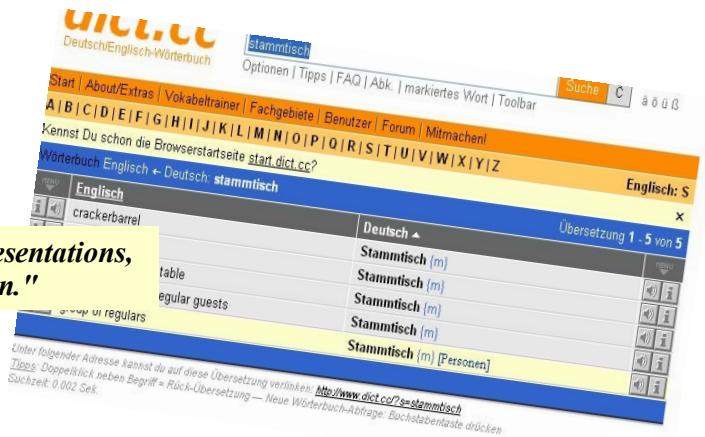 dict.cc
Deutsch/Englisch-Wörterbuch
stammtisch
Suche C ä ö ü ß
Optionen | Tipps | FAQ | Abk. | markiertes Wort | Toolbar
Start | About/Extras | Vokabeltrainer | Fachgebiete | Benutzer | Forum | Mitmachen!
A | B | C | D | E | F | G | H | I | J | K | L | M | N | O | P | Q | R | S | T | U | V | W | X | Y | Z
Englisch: S
Kennst Du schon die Browserstartseite start.dict.cc?
×
Wörterbuch Englisch ← Deutsch: stammtisch
Übersetzung 1 - 5 von 5
MENU Englisch Deutsch MENU
crackerbarrel Stammtisch {m}
Stammtisch {m}
table Stammtisch {m}
egular guests Stammtisch {m}
group of regulars Stammtisch {m} [Personen]
esentations,
n."
Unter folgender Adresse kannst du auf diese Übersetzung verlinken: http://www.dict.cc/?s=stammtisch
Tipps: Doppelklick neben Begriff = Rück-Übersetzung — Neue Wörterbuch-Abfrage: Buchstabentaste drücken
Suchzeit: 0.002 Sek.